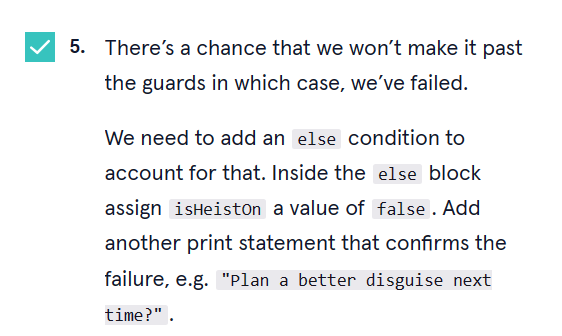 5. There’s a chance that we won’t make it past
the guards in which case, we’ve failed.
We need to add an else condition to
account for that. Inside the else block
assign isHeistOn a value of false. Add
another print statement that confirms the
failure, e.g. "Plan a better disguise next
time?".